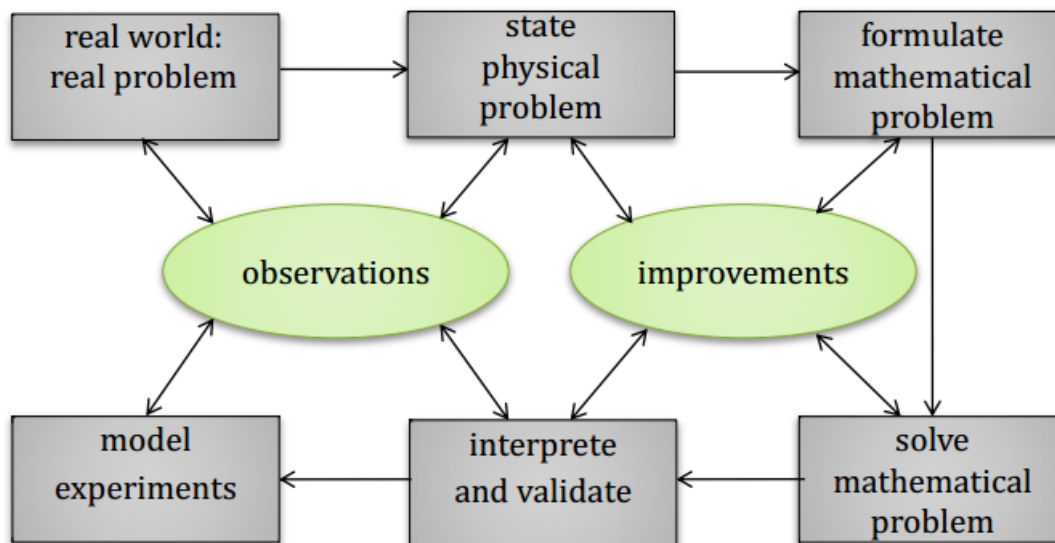 real world:
real problem
state
physical
problem
formulate
mathematical
problem
observations
improvements
model
experiments
interprete
and validate
solve
mathematical
problem